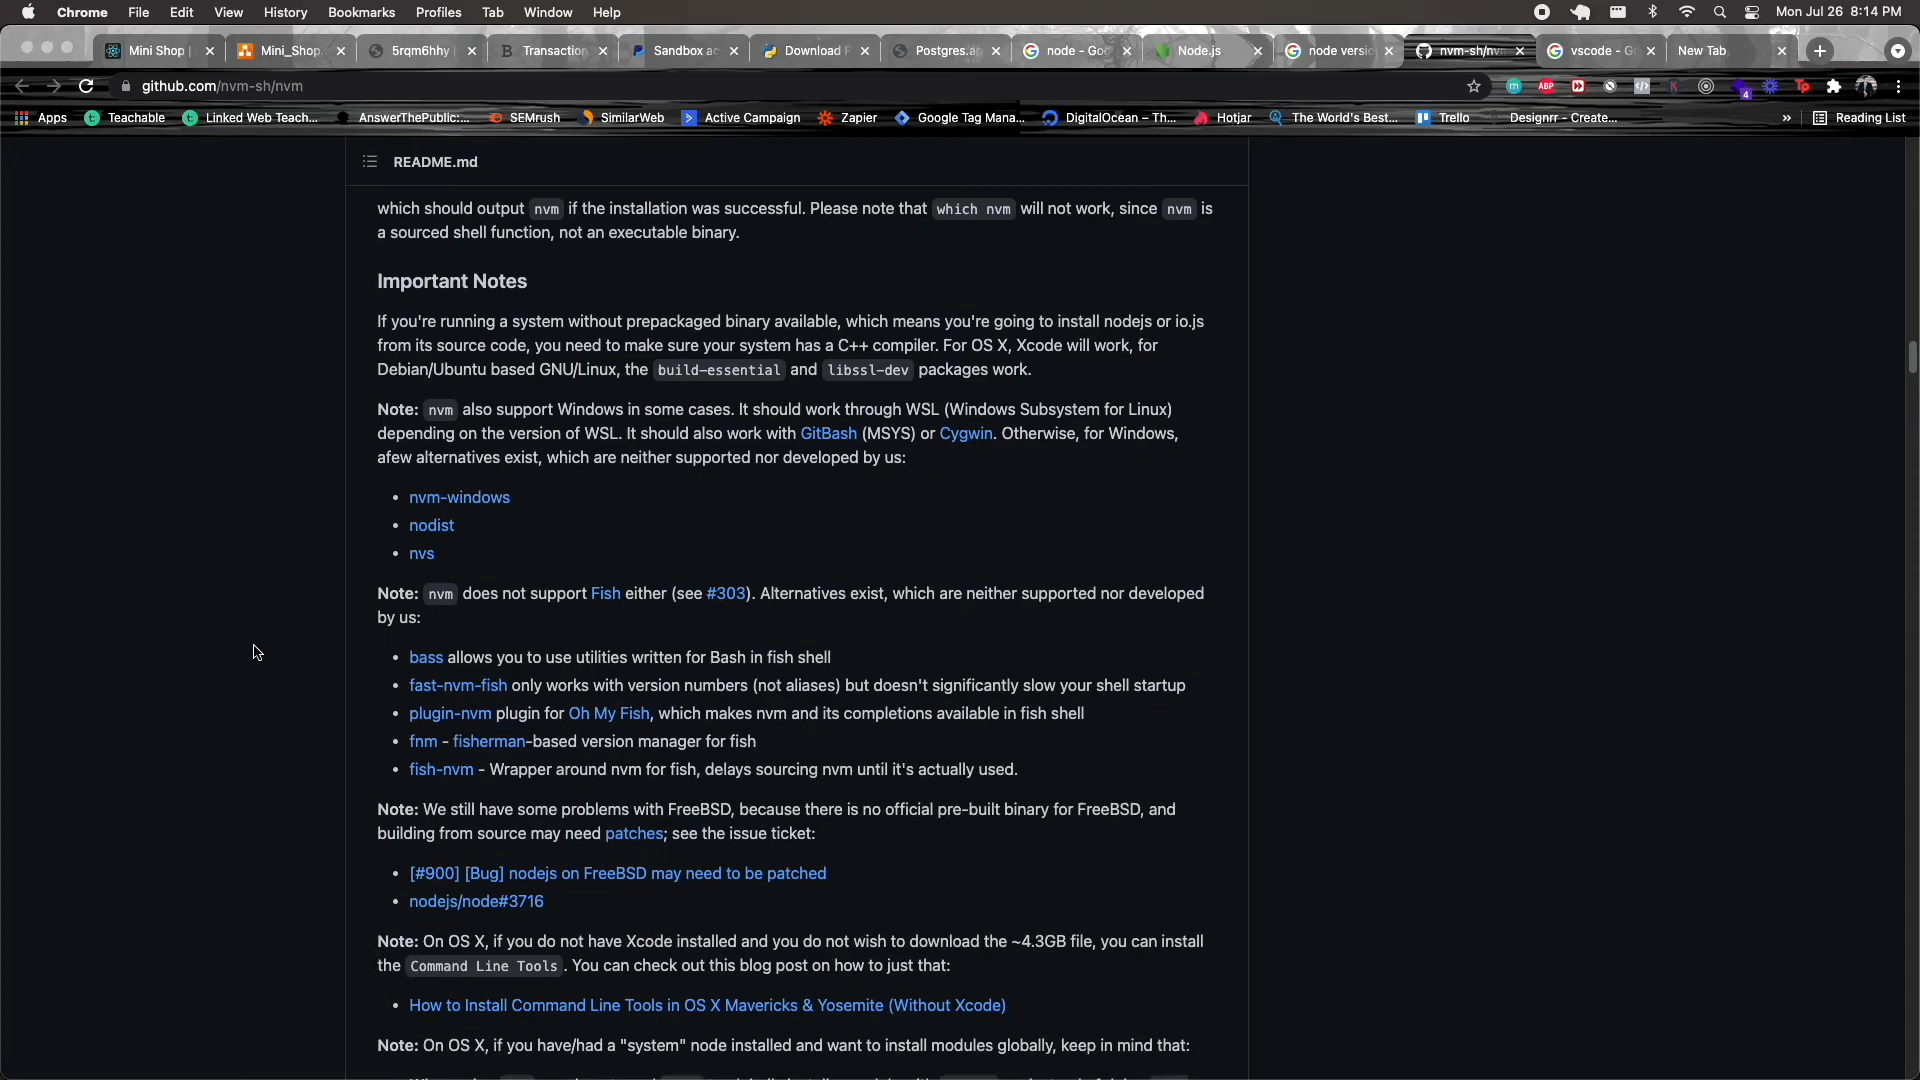 Chrome File Edit View History Bookmarks Profiles Tab Window Help Mon Jul 26 8:14 PM
Mini Shop Mini_Shop. 5rqm6hhy Transaction Sandbox ac Download Postgres.ap node - Goo Node.js node versio nvm-sh/nv vscode - G New Tab
github.com/nvm-sh/nvm ABP 4 Tp
Apps Teachable Linked Web Teach... AnswerThePublic:... SEMrush SimilarWeb Active Campaign Zapier Google Tag Mana... DigitalOcean – Th... Hotjar The World's Best... Trello Designrr - Create... » Reading List
README.md
which should output nvm if the installation was successful. Please note that which nvm will not work, since nvm is
a sourced shell function, not an executable binary.
Important Notes
If you're running a system without prepackaged binary available, which means you're going to install nodejs or io.js
from its source code, you need to make sure your system has a C++ compiler. For OS X, Xcode will work, for
Debian/Ubuntu based GNU/Linux, the build-essential and libssl-dev packages work.
Note: nvm also support Windows in some cases. It should work through WSL (Windows Subsystem for Linux)
depending on the version of WSL. It should also work with GitBash (MSYS) or Cygwin. Otherwise, for Windows,
afew alternatives exist, which are neither supported nor developed by us:
• nvm-windows
• nodist
• nvs
Note: nvm does not support Fish either (see #303). Alternatives exist, which are neither supported nor developed
by us:
• bass allows you to use utilities written for Bash in fish shell
• fast-nvm-fish only works with version numbers (not aliases) but doesn't significantly slow your shell startup
• plugin-nvm plugin for Oh My Fish, which makes nvm and its completions available in fish shell
• fnm - fisherman-based version manager for fish
• fish-nvm - Wrapper around nvm for fish, delays sourcing nvm until it's actually used.
Note: We still have some problems with FreeBSD, because there is no official pre-built binary for FreeBSD, and
building from source may need patches; see the issue ticket:
• [#900] [Bug] nodejs on FreeBSD may need to be patched
• nodejs/node#3716
Note: On OS X, if you do not have Xcode installed and you do not wish to download the ~4.3GB file, you can install
the Command Line Tools. You can check out this blog post on how to just that:
• How to Install Command Line Tools in OS X Mavericks & Yosemite (Without Xcode)
Note: On OS X, if you have/had a "system" node installed and want to install modules globally, keep in mind that: